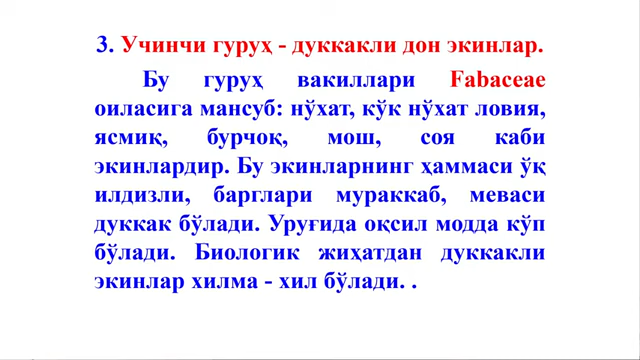 3. Учинчи гуруҳ - дуккакли дон экинлар.
Бу гуруҳ вакиллари Fabaceae
оиласига мансуб: нўхат, кўк нўхат ловия,
ясмиқ, бурчоқ, мош, соя каби
экинлардир. Бу экинларнинг ҳаммаси ўқ
илдизли, барглари мураккаб, меваси
дуккак бўлади. Уруғида оқсил модда кўп
бўлади. Биологик жиҳатдан дуккакли
экинлар хилма - хил бўлади. .